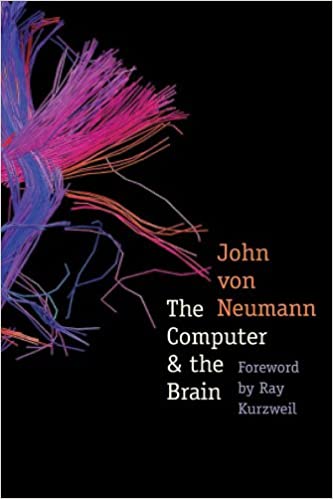 John
von
Neumann
The
Computer
& the
Brain
Foreword
by Ray
Kurzweil